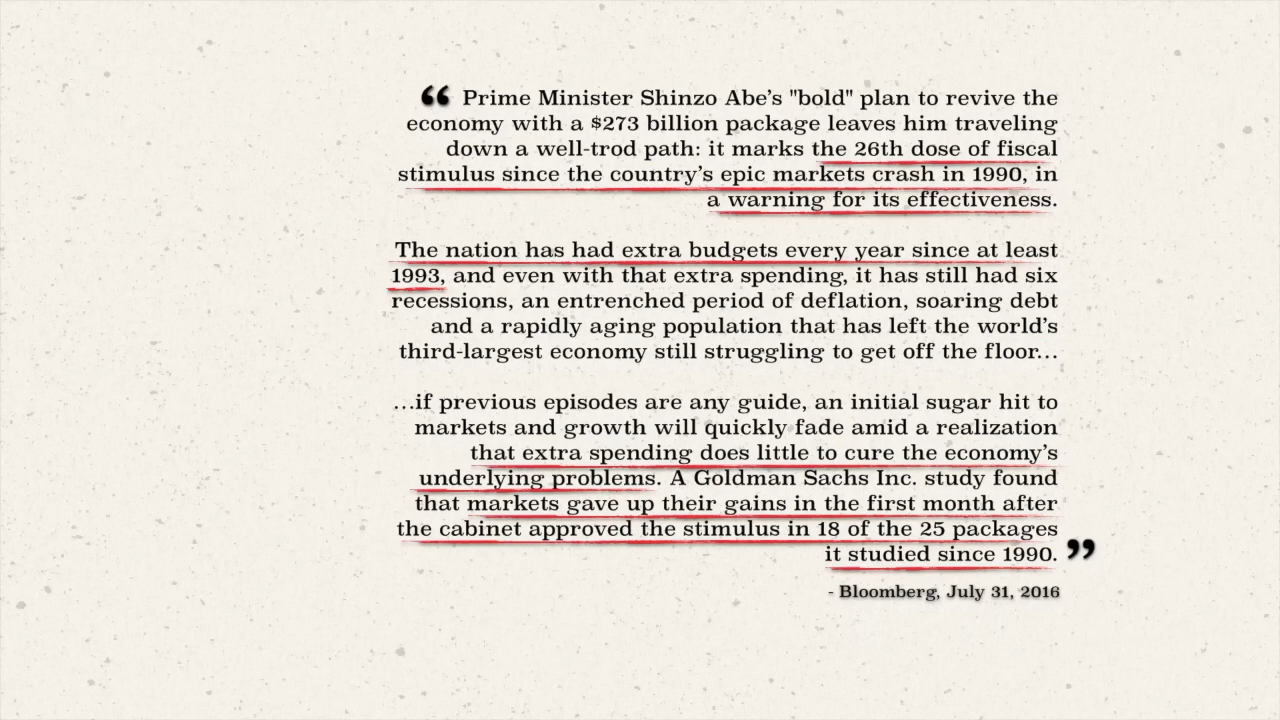 “ Prime Minister Shinzo Abe’s "bold" plan to revive the
economy with a $273 billion package leaves him traveling
down a well-trod path: it marks the 26th dose of fiscal
stimulus since the country’s epic markets crash in 1990, in
a warning for its effectiveness.
The nation has had extra budgets every year since at least
1993, and even with that extra spending, it has still had six
recessions, an entrenched period of deflation, soaring debt
and a rapidly aging population that has left the world’s
third-largest economy still struggling to get off the floor...
...if previous episodes are any guide, an initial sugar hit to
markets and growth will quickly fade amid a realization
that extra spending does little to cure the economy’s
underlying problems. A Goldman Sachs Inc. study found
that markets gave up their gains in the first month after
the cabinet approved the stimulus in 18 of the 25 packages
it studied since 1990. ”
- Bloomberg, July 31, 2016